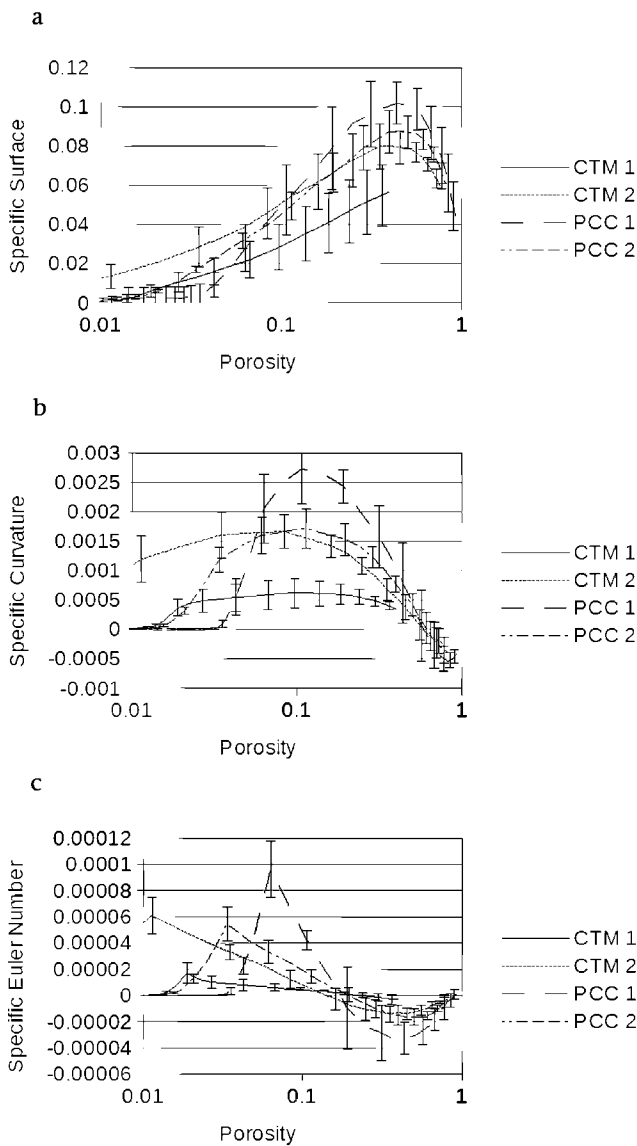 a
0.12
0.1
0.08
0.06
0.04
0.02
0
0.01
0.1
1
Specific Surface
Porosity
CTM 1
CTM 2
PCC 1
PCC 2
b
0.003
0.0025
0.002
0.0015
0.001
0.0005
0
-0.0005
-0.001
0.01
0.1
1
Specific Curvature
Porosity
CTM 1
CTM 2
PCC 1
PCC 2
c
0.00012
0.0001
0.00008
0.00006
0.00004
0.00002
0
-0.00002
-0.00004
-0.00006
0.01
0.1
1
Specific Euler Number
Porosity
CTM 1
CTM 2
PCC 1
PCC 2